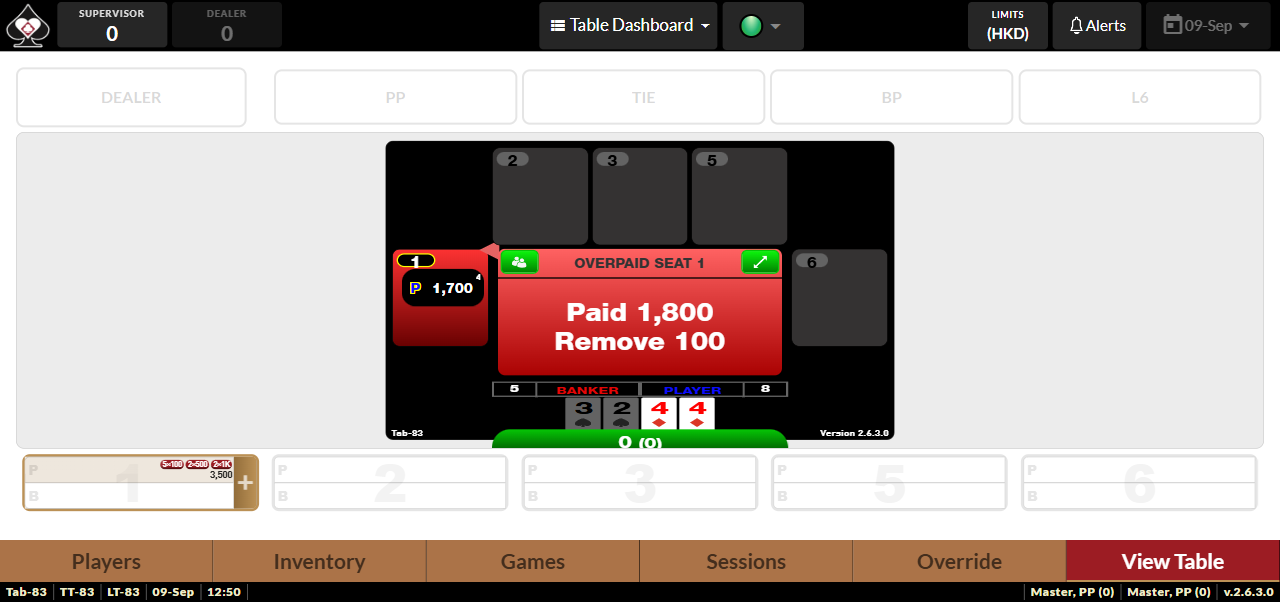 SUPERVISOR
0
DEALER
0
Table Dashboard
LIMITS
(HKD)
Alerts
09-Sep
DEALER
PP
TIE
BP
L6
2
3
5
1
4
P 1,700
OVERPAID SEAT 1
Paid 1,800
Remove 100
6
5 BANKER PLAYER 8
3 2 4 4
Tab-83
0 (0)
Version 2.6.3.0
P
B
1
5×100 2×500 2×1K
3,500
+
P
B
2
P
B
3
P
B
5
P
B
6
Players
Inventory
Games
Sessions
Override
View Table
Tab-83 TT-83 LT-83 09-Sep 12:50
Master, PP (0) Master, PP (0) v.2.6.3.0